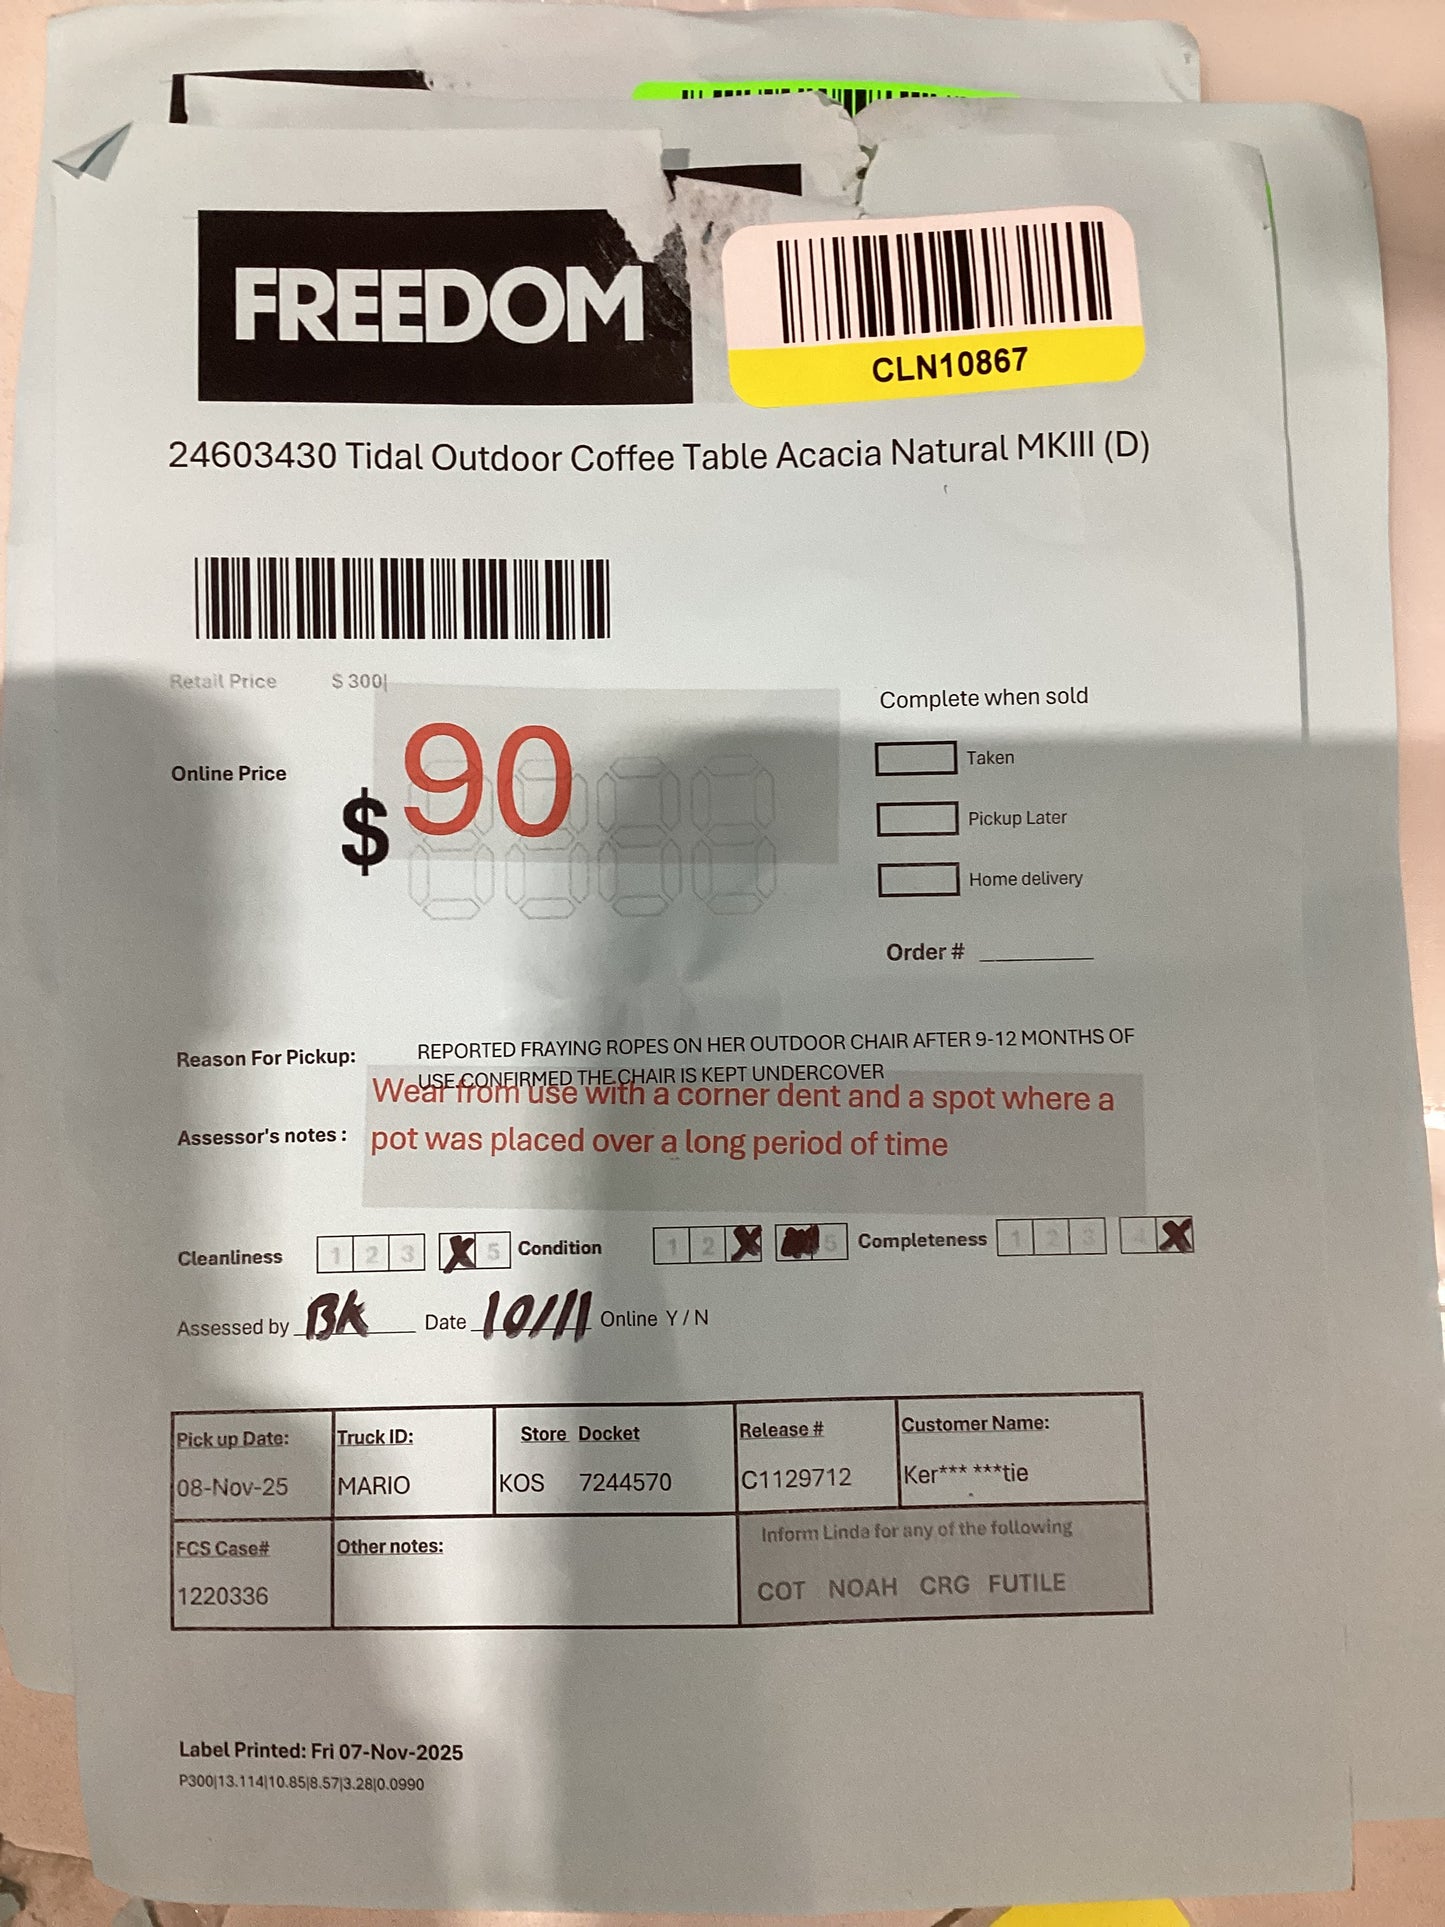 FREEDOM
CLN10867
24603430 Tidal Outdoor Coffee Table Acacia Natural MKIII (D)
Retail Price $ 300|
Complete when sold
Online Price $ 90
Taken
Pickup Later
Home delivery
Order #
Reason For Pickup: REPORTED FRAYING ROPES ON HER OUTDOOR CHAIR AFTER 9-12 MONTHS OF
USE CONFIRMED THE CHAIR IS KEPT UNDERCOVER
Wear from use with a corner dent and a spot where a
Assessor's notes : pot was placed over a long period of time
Cleanliness 1 2 3 X 5 Condition 1 2 X 5 Completeness 1 2 3 4 X
Assessed by BK Date 10/11 Online Y / N
Pick up Date: Truck ID: Store Docket Release # Customer Name:
08-Nov-25 MARIO KOS 7244570 C1129712 Ker*** ***tie
FCS Case# Other notes: Inform Linda for any of the following
1220336 COT NOAH CRG FUTILE
Label Printed: Fri 07-Nov-2025
P300|13.114|10.85|8.57|3.28|0.0990